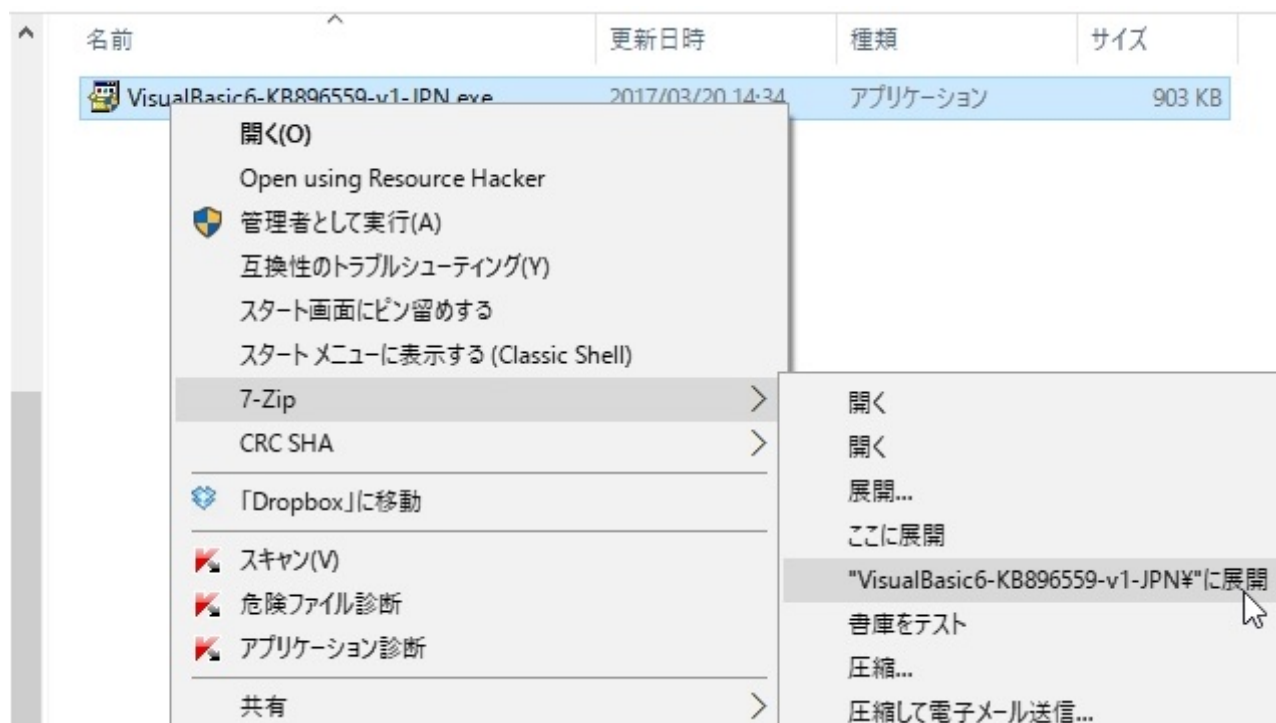 名前 更新日時 種類 サイズ
VisualBasic6-KB896559-v1-JPN.exe 2017/03/20 14:34 アプリケーション 903 KB
開く(O)
Open using Resource Hacker
管理者として実行(A)
互換性のトラブルシューティング(Y)
スタート画面にピン留めする
スタート メニューに表示する (Classic Shell)
7-Zip
CRC SHA
「Dropbox」に移動
スキャン(V)
危険ファイル診断
アプリケーション診断
共有
開く
開く
展開...
ここに展開
"VisualBasic6-KB896559-v1-JPN¥"に展開
書庫をテスト
圧縮...
圧縮して電子メール送信...